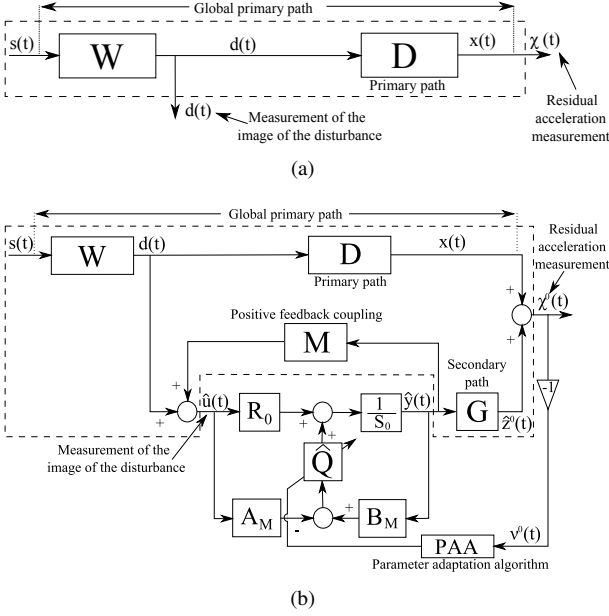 Global primary path
s(t)
W
d(t)
D
x(t)
χ(t)
Primary path
d(t)
Measurement of the
image of the disturbance
Residual
acceleration
measurement
(a)
Global primary path
s(t)
W
d(t)
D
x(t)
Primary path
Residual
acceleration
measurement
+
χ⁰(t)
+
Positive feedback coupling
M
+
+
û(t)
R₀
+
+
1
S₀
ŷ(t)
Secondary
path
G
ẑ⁰(t)
-1
Measurement of the
image of the disturbance
Q̂
A_M
-
+
B_M
PAA
ν⁰(t)
Parameter adaptation algorithm
(b)